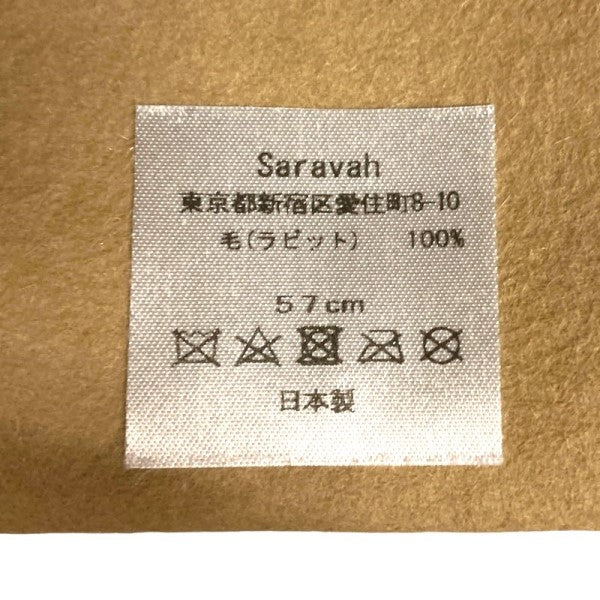 Saravah
東京都新宿区愛住町8-10
毛(ラビット) 100%
57cm
日本製